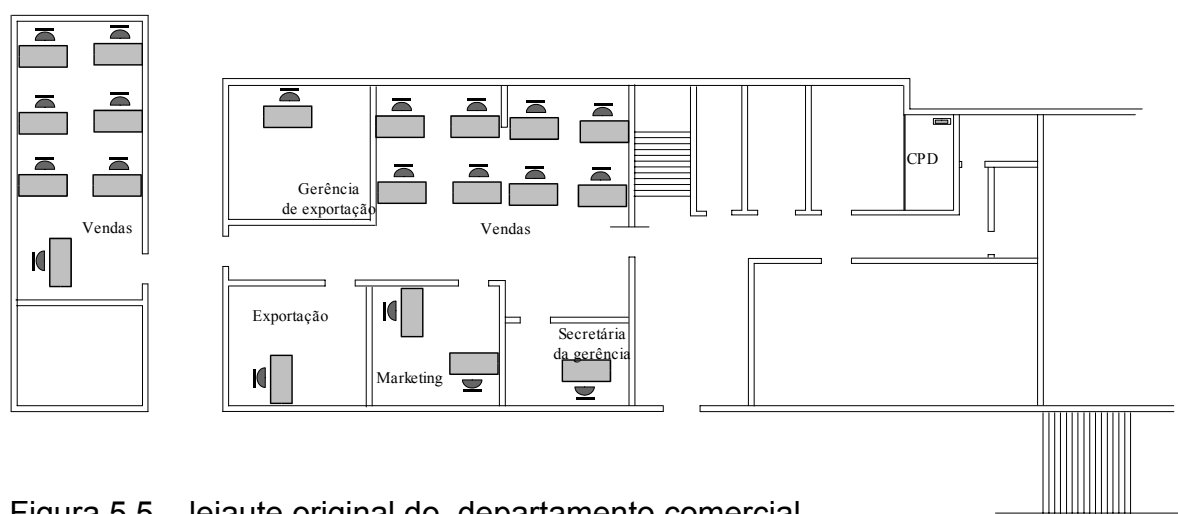 Vendas
Gerência
de exportação
Vendas
CPD
Exportação
Marketing
Secretária
da gerência
Figura 5.5 leiaute original do departamento comercial